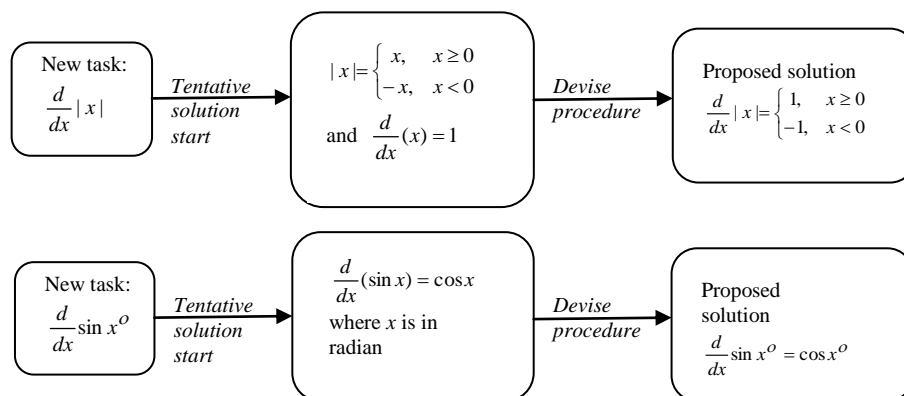 New task:
d/dx |x|
Tentative
solution
start
|x|= { x, x ≥ 0
−x, x < 0
and d/dx (x) = 1
Devise
procedure
Proposed solution
d/dx |x|= { 1, x ≥ 0
−1, x < 0
New task:
d/dx sin x^o
Tentative
solution
start
d/dx (sin x) = cos x
where x is in
radian
Devise
procedure
Proposed
solution
d/dx sin x^o = cos x^o